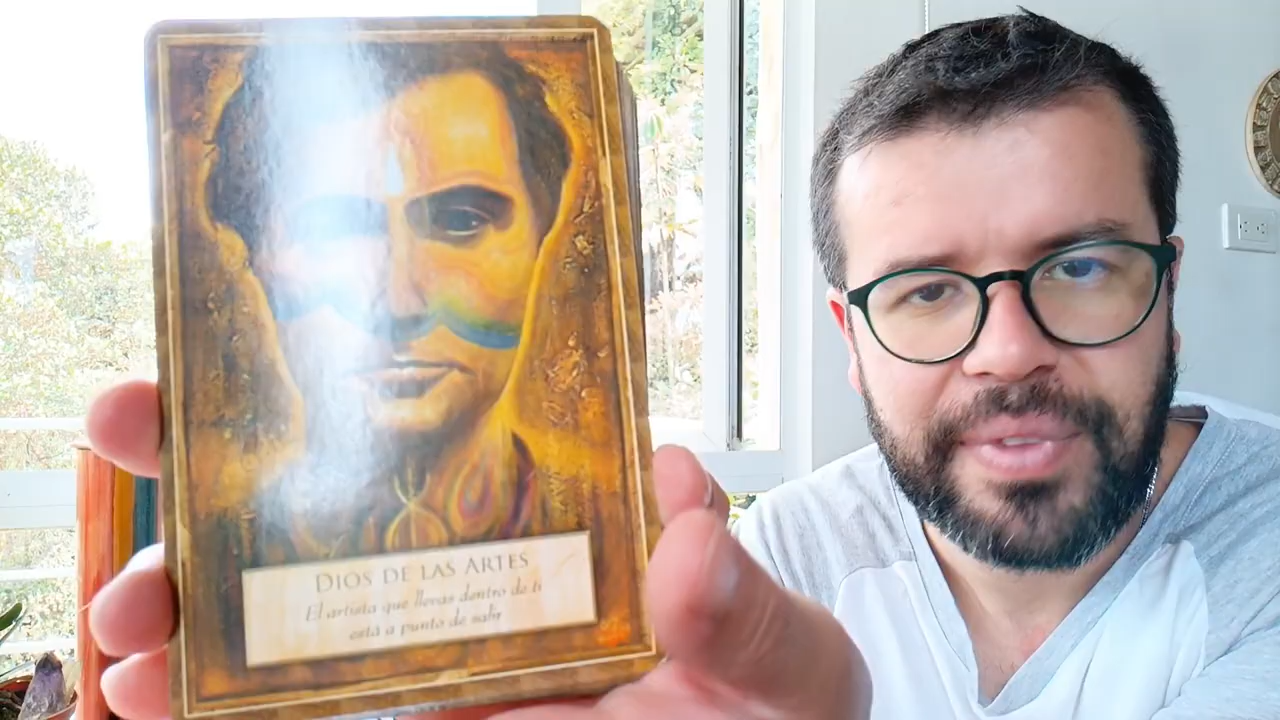 DIOS DE LAS ARTES
El artista que llevas dentro de ti
está a punto de salir